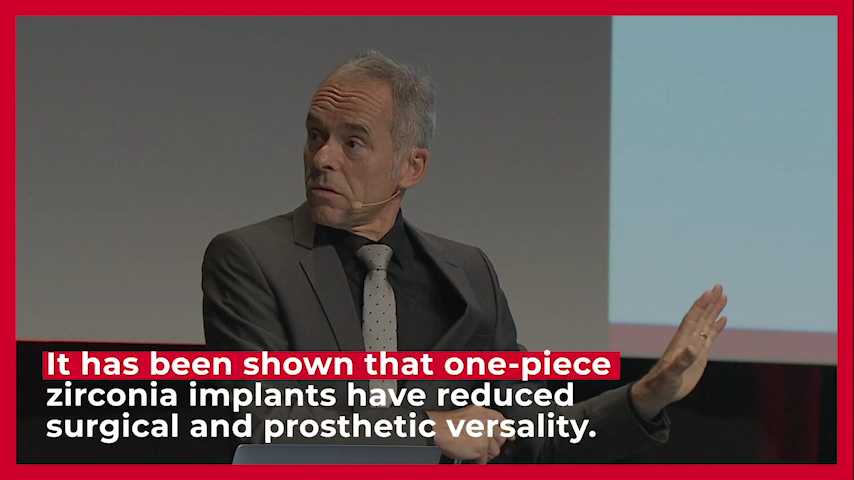 It has been shown that one-piece
zirconia implants have reduced
surgical and prosthetic versality.